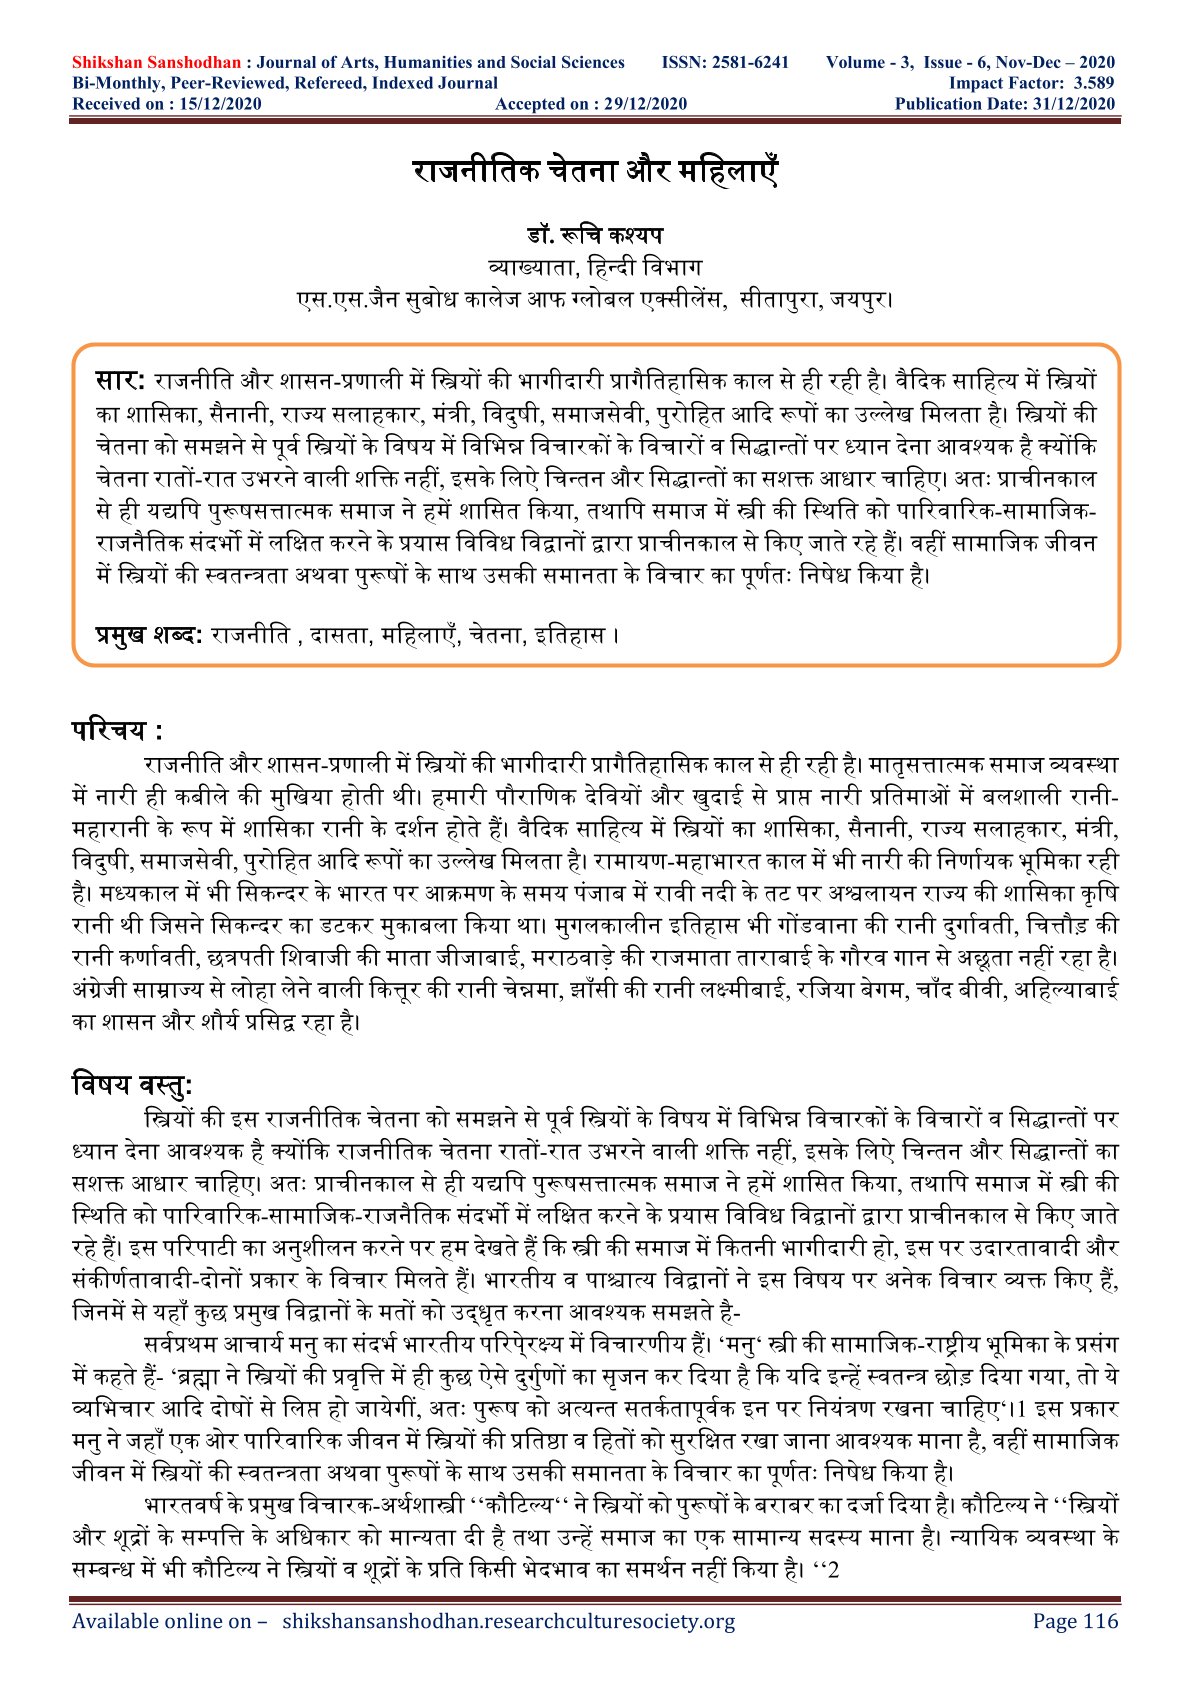 Shikshan Sanshodhan : Journal of Arts, Humanities and Social Sciences ISSN: 2581-6241 Volume - 3, Issue - 6, Nov-Dec – 2020
Bi-Monthly, Peer-Reviewed, Refereed, Indexed Journal Impact Factor: 3.589
Received on : 15/12/2020 Accepted on : 29/12/2020 Publication Date: 31/12/2020
राजनीतिक चेतना और महिलाएँ
डॉ. रूचि कश्यप
व्याख्याता, हिन्दी विभाग
एस.एस.जैन सुबोध कालेज आफ ग्लोबल एक्सीलेंस, सीतापुरा, जयपुर।
सार: राजनीति और शासन-प्रणाली में स्त्रियों की भागीदारी प्रागैतिहासिक काल से ही रही है। वैदिक साहित्य में स्त्रियों
का शासिका, सैनानी, राज्य सलाहकार, मंत्री, विदुषी, समाजसेवी, पुरोहित आदि रूपों का उल्लेख मिलता है। स्त्रियों की
चेतना को समझने से पूर्व स्त्रियों के विषय में विभिन्न विचारकों के विचारों व सिद्धान्तों पर ध्यान देना आवश्यक है क्योंकि
चेतना रातों-रात उभरने वाली शक्ति नहीं, इसके लिऐ चिन्तन और सिद्धान्तों का सशक्त आधार चाहिए। अतः प्राचीनकाल
से ही यद्यपि पुरूषसत्तात्मक समाज ने हमें शासित किया, तथापि समाज में स्त्री की स्थिति को पारिवारिक-सामाजिक-
राजनैतिक संदर्भो में लक्षित करने के प्रयास विविध विद्वानों द्वारा प्राचीनकाल से किए जाते रहे हैं। वहीं सामाजिक जीवन
में स्त्रियों की स्वतन्त्रता अथवा पुरूषों के साथ उसकी समानता के विचार का पूर्णतः निषेध किया है।
प्रमुख शब्द: राजनीति , दासता, महिलाएँ, चेतना, इतिहास ।
परिचय :
राजनीति और शासन-प्रणाली में स्त्रियों की भागीदारी प्रागैतिहासिक काल से ही रही है। मातृसत्तात्मक समाज व्यवस्था
में नारी ही कबीले की मुखिया होती थी। हमारी पौराणिक देवियों और खुदाई से प्राप्त नारी प्रतिमाओं में बलशाली रानी-
महारानी के रूप में शासिका रानी के दर्शन होते हैं। वैदिक साहित्य में स्त्रियों का शासिका, सैनानी, राज्य सलाहकार, मंत्री,
विदुषी, समाजसेवी, पुरोहित आदि रूपों का उल्लेख मिलता है। रामायण-महाभारत काल में भी नारी की निर्णायक भूमिका रही
है। मध्यकाल में भी सिकन्दर के भारत पर आक्रमण के समय पंजाब में रावी नदी के तट पर अश्वलायन राज्य की शासिका कृषि
रानी थी जिसने सिकन्दर का डटकर मुकाबला किया था। मुगलकालीन इतिहास भी गोंडवाना की रानी दुर्गावती, चित्तौड़ की
रानी कर्णावती, छत्रपती शिवाजी की माता जीजाबाई, मराठवाड़े की राजमाता ताराबाई के गौरव गान से अछूता नहीं रहा है।
अंग्रेजी साम्राज्य से लोहा लेने वाली कित्तूर की रानी चेन्नमा, झाँसी की रानी लक्ष्मीबाई, रजिया बेगम, चाँद बीवी, अहिल्याबाई
का शासन और शौर्य प्रसिद्व रहा है।
विषय वस्तु:
स्त्रियों की इस राजनीतिक चेतना को समझने से पूर्व स्त्रियों के विषय में विभिन्न विचारकों के विचारों व सिद्धान्तों पर
ध्यान देना आवश्यक है क्योंकि राजनीतिक चेतना रातों-रात उभरने वाली शक्ति नहीं, इसके लिऐ चिन्तन और सिद्धान्तों का
सशक्त आधार चाहिए। अतः प्राचीनकाल से ही यद्यपि पुरूषसत्तात्मक समाज ने हमें शासित किया, तथापि समाज में स्त्री की
स्थिति को पारिवारिक-सामाजिक-राजनैतिक संदर्भो में लक्षित करने के प्रयास विविध विद्वानों द्वारा प्राचीनकाल से किए जाते
रहे हैं। इस परिपाटी का अनुशीलन करने पर हम देखते हैं कि स्त्री की समाज में कितनी भागीदारी हो, इस पर उदारतावादी और
संकीर्णतावादी-दोनों प्रकार के विचार मिलते हैं। भारतीय व पाश्चात्य विद्वानों ने इस विषय पर अनेक विचार व्यक्त किए हैं,
जिनमें से यहाँ कुछ प्रमुख विद्वानों के मतों को उद्धृत करना आवश्यक समझते है-
सर्वप्रथम आचार्य मनु का संदर्भ भारतीय परिपे्रक्ष्य में विचारणीय हैं। ‘मनु‘ स्त्री की सामाजिक-राष्ट्रीय भूमिका के प्रसंग
में कहते हैं- ‘ब्रह्मा ने स्त्रियों की प्रवृत्ति में ही कुछ ऐसे दुर्गुणों का सृजन कर दिया है कि यदि इन्हें स्वतन्त्र छोड़ दिया गया, तो ये
व्यभिचार आदि दोषों से लिप्त हो जायेगीं, अतः पुरूष को अत्यन्त सतर्कतापूर्वक इन पर नियंत्रण रखना चाहिए‘।1 इस प्रकार
मनु ने जहाँ एक ओर पारिवारिक जीवन में स्त्रियों की प्रतिष्ठा व हितों को सुरक्षित रखा जाना आवश्यक माना है, वहीं सामाजिक
जीवन में स्त्रियों की स्वतन्त्रता अथवा पुरूषों के साथ उसकी समानता के विचार का पूर्णतः निषेध किया है।
भारतवर्ष के प्रमुख विचारक-अर्थशास्त्री ‘‘कौटिल्य‘‘ ने स्त्रियों को पुरूषों के बराबर का दर्जा दिया है। कौटिल्य ने ‘‘स्त्रियों
और शूद्रों के सम्पत्ति के अधिकार को मान्यता दी है तथा उन्हें समाज का एक सामान्य सदस्य माना है। न्यायिक व्यवस्था के
सम्बन्ध में भी कौटिल्य ने स्त्रियों व शूद्रों के प्रति किसी भेदभाव का समर्थन नहीं किया है। ‘‘2
Available online on – shikshansanshodhan.researchculturesociety.org Page 116